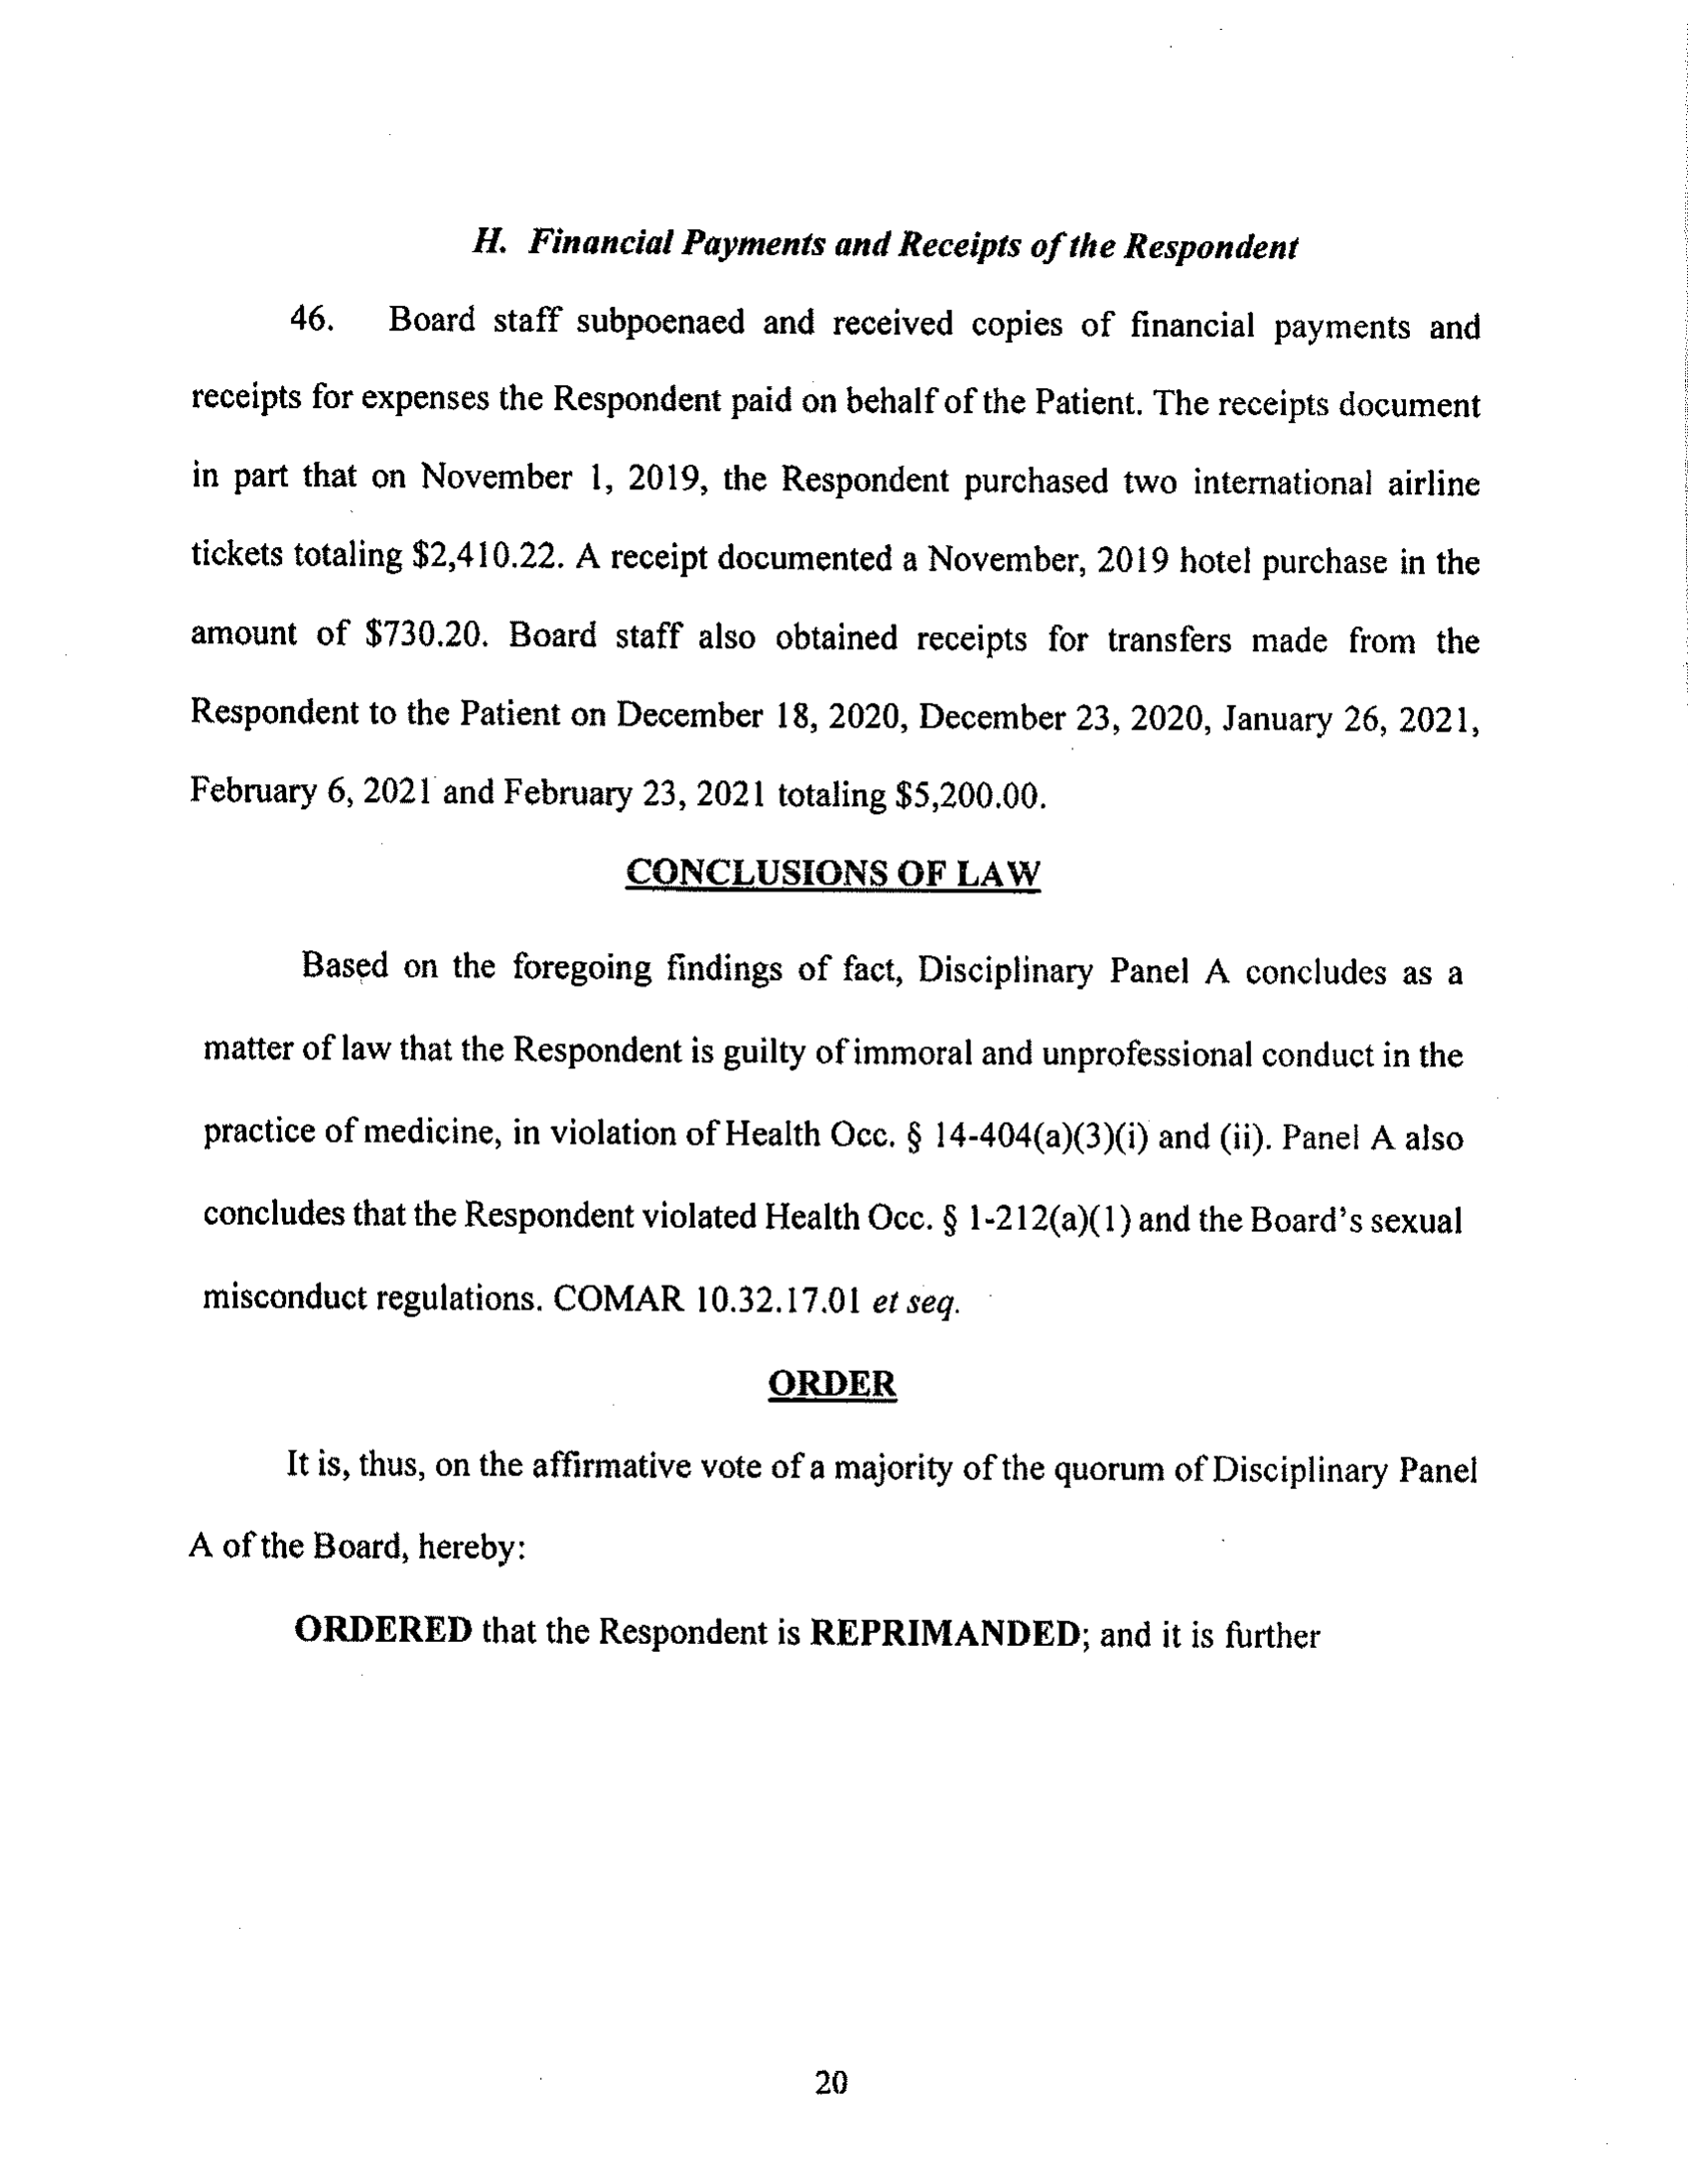 H. Financial Payments and Receipts of the Respondent
46. Board staff subpoenaed and received copies of financial payments and
receipts for expenses the Respondent paid on behalf of the Patient. The receipts document
in part that on November 1, 2019, the Respondent purchased two international airline
tickets totaling $2,410.22. A receipt documented a November, 2019 hotel purchase in the
amount of $730.20. Board staff also obtained receipts for transfers made from the
Respondent to the Patient on December 18, 2020, December 23, 2020, January 26, 2021,
February 6, 2021 and February 23, 2021 totaling $5,200.00.
CONCLUSIONS OF LAW
Based on the foregoing findings of fact, Disciplinary Panel A concludes as a
matter of law that the Respondent is guilty of immoral and unprofessional conduct in the
practice of medicine, in violation of Health Occ. § 14-404(a)(3)(i) and (ii). Panel A also
concludes that the Respondent violated Health Occ. § 1-212(a)(1) and the Board's sexual
misconduct regulations. COMAR 10.32.17.01 et seq.
ORDER
It is, thus, on the affirmative vote of a majority of the quorum of Disciplinary Panel
A of the Board, hereby:
ORDERED that the Respondent is REPRIMANDED; and it is further
20